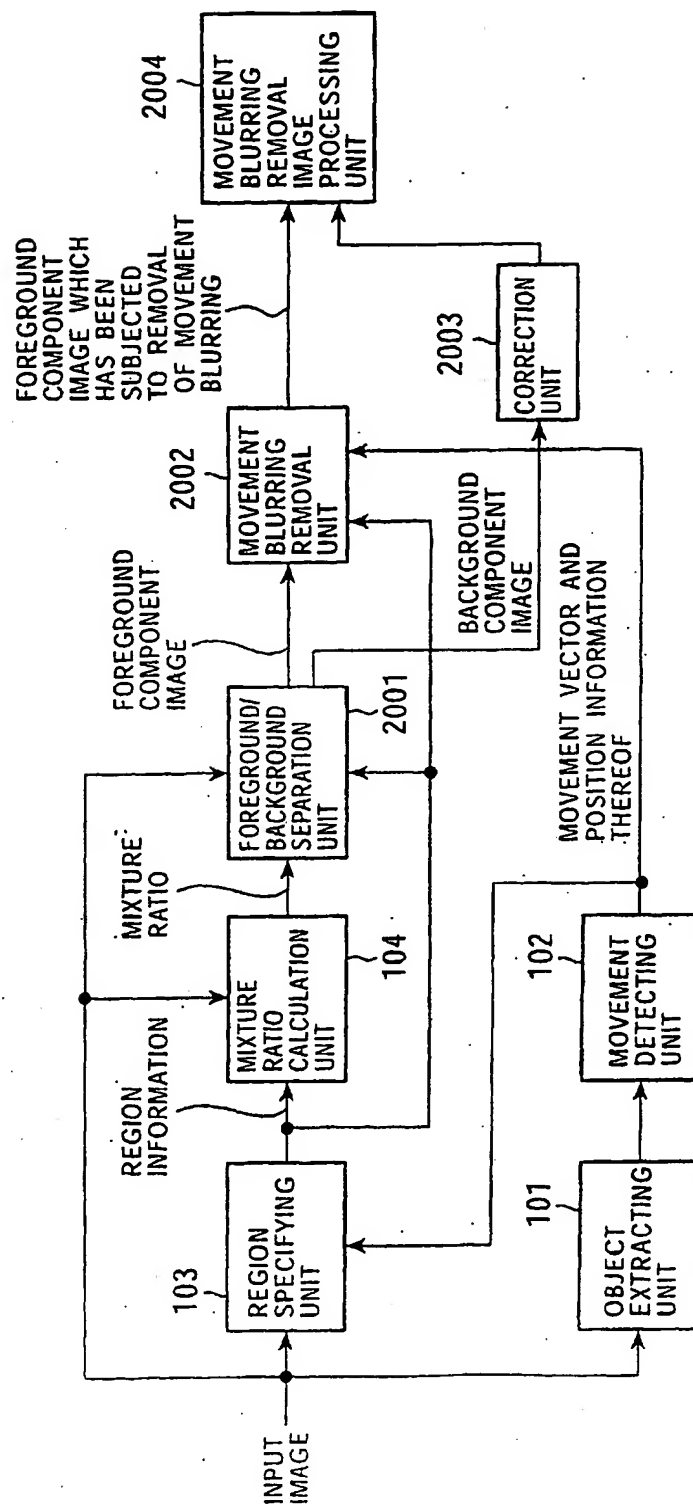 INPUT
IMAGE
103
REGION
SPECIFYING
UNIT
REGION
INFORMATION
MIXTURE
RATIO
CALCULATION
UNIT
104
MIXTURE
RATIO
FOREGROUND/
BACKGROUND
SEPARATION
UNIT
2001
FOREGROUND
COMPONENT
IMAGE
2002
MOVEMENT
BLURRING
REMOVAL
UNIT
FOREGROUND
COMPONENT
IMAGE WHICH
HAS BEEN
SUBJECTED
TO REMOVAL
OF MOVEMENT
BLURRING
2004
MOVEMENT
BLURRING
REMOVAL
IMAGE
PROCESSING
UNIT
BACKGROUND
COMPONENT
IMAGE
2003
CORRECTION
UNIT
101
OBJECT
EXTRACTING
UNIT
102
MOVEMENT
DETECTING
UNIT
MOVEMENT VECTOR AND
POSITION INFORMATION
THEREOF